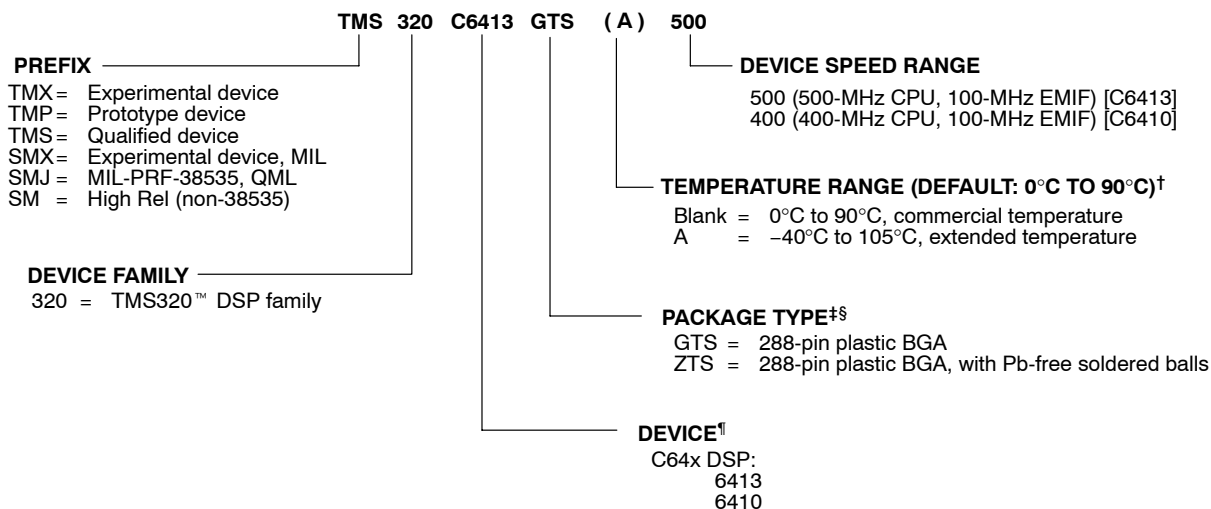 TMS 320 C6413 GTS ( A ) 500
PREFIX
TMX = Experimental device
TMP = Prototype device
TMS = Qualified device
SMX = Experimental device, MIL
SMJ = MIL-PRF-38535, QML
SM = High Rel (non-38535)
DEVICE SPEED RANGE
500 (500-MHz CPU, 100-MHz EMIF) [C6413]
400 (400-MHz CPU, 100-MHz EMIF) [C6410]
TEMPERATURE RANGE (DEFAULT: 0°C TO 90°C)†
Blank = 0°C to 90°C, commercial temperature
A = −40°C to 105°C, extended temperature
DEVICE FAMILY
320 = TMS320™ DSP family
PACKAGE TYPE‡§
GTS = 288-pin plastic BGA
ZTS = 288-pin plastic BGA, with Pb-free soldered balls
DEVICE¶
C64x DSP:
6413
6410